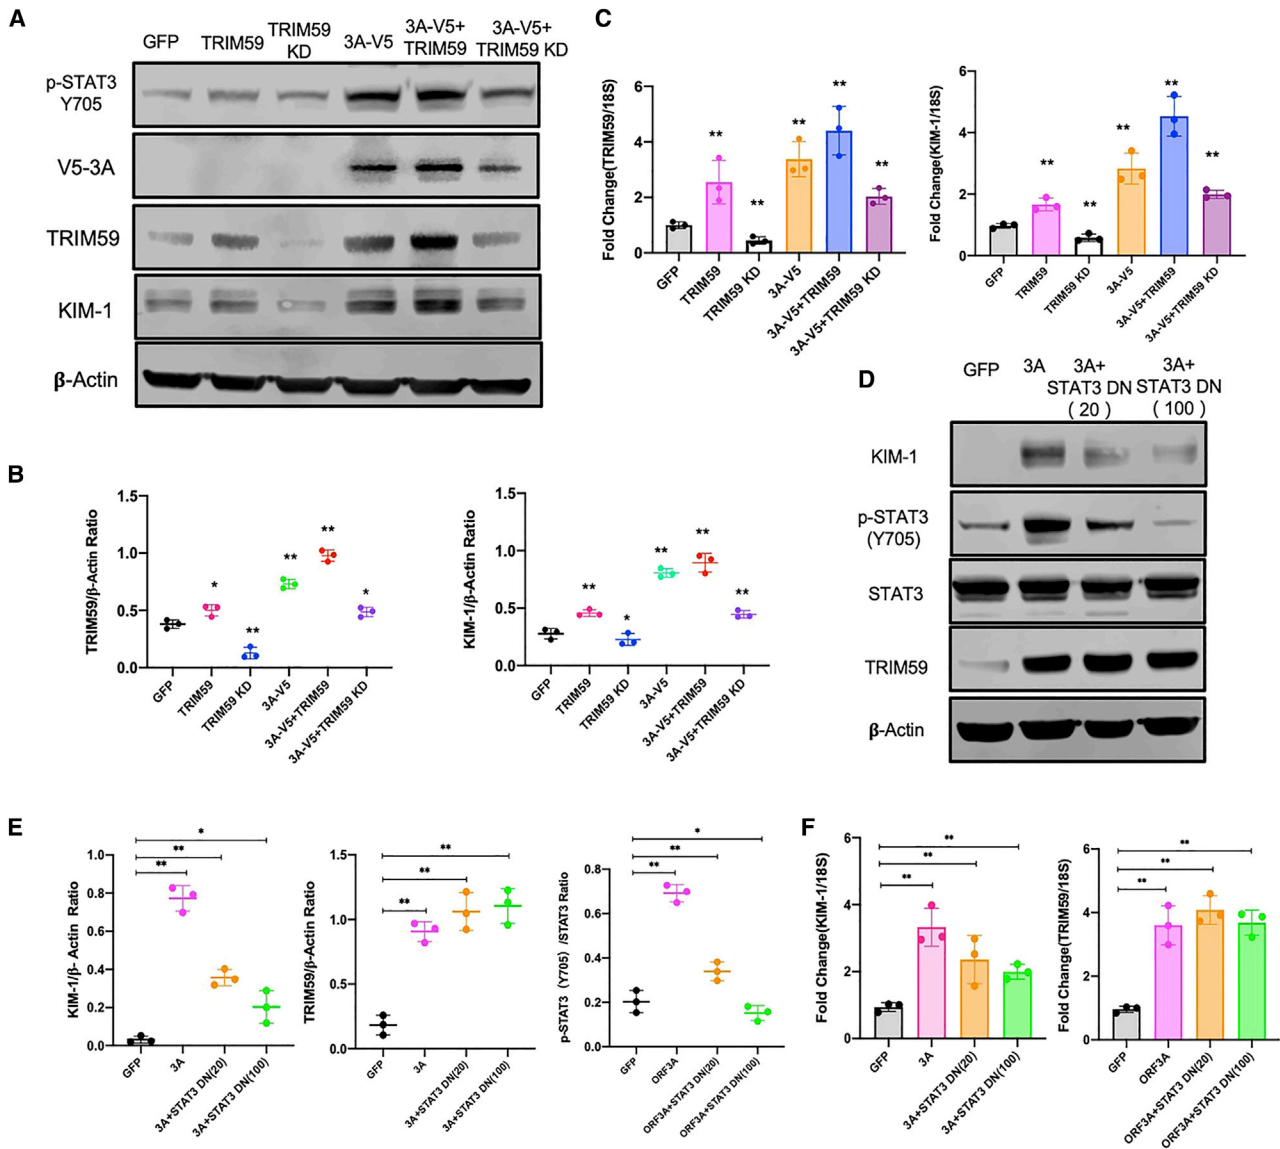 A
GFP
TRIM59
TRIM59
KD
3A-V5
3A-V5+
TRIM59
3A-V5+
TRIM59 KD
p-STAT3
Y705
V5-3A
TRIM59
KIM-1
β-Actin
B
TRIM59/β-Actin Ratio
1.5
1.0
0.5
0.0
*
**
**
**
*
GFP
TRIM59
TRIM59 KD
3A-V5
3A-V5+TRIM59
3A-V5+TRIM59 KD
KIM-1/β-Actin Ratio
1.5
1.0
0.5
0.0
**
*
**
**
**
GFP
TRIM59
TRIM59 KD
3A-V5
3A-V5+TRIM59
3A-V5+TRIM59 KD
C
Fold Change(TRIM59/18S)
6
4
2
0
**
**
**
**
**
GFP
TRIM59
TRIM59 KD
3A-V5
3A-V5+TRIM59
3A-V5+TRIM59 KD
Fold Change(KIM-1/18S)
6
4
2
0
**
**
**
**
**
GFP
TRIM59
TRIM59 KD
3A-V5
3A-V5+TRIM59
3A-V5+TRIM59 KD
D
GFP
3A
3A+
STAT3 DN
( 20 )
3A+
STAT3 DN
( 100 )
KIM-1
p-STAT3
(Y705)
STAT3
TRIM59
β-Actin
E
KIM-1/β- Actin Ratio
1.0
0.8
0.6
0.4
0.2
0.0
*
**
**
GFP
3A
3A+STAT3 DN(20)
3A+STAT3 DN(100)
TRIM59/β-Actin Ratio
1.5
1.0
0.5
0.0
**
**
**
GFP
3A
3A+STAT3 DN(20)
3A+STAT3 DN(100)
p-STAT3 (Y705) /STAT3 Ratio
0.8
0.6
0.4
0.2
0.0
*
**
**
GFP
ORF3A
ORF3A+STAT3 DN(20)
ORF3A+STAT3 DN(100)
F
Fold Change(KIM-1/18S)
6
4
2
0
**
**
**
GFP
3A
3A+STAT3 DN(20)
3A+STAT3 DN(100)
Fold Change(TRIM59/18S)
6
4
2
0
**
**
**
GFP
ORF3A
ORF3A+STAT3 DN(20)
ORF3A+STAT3 DN(100)